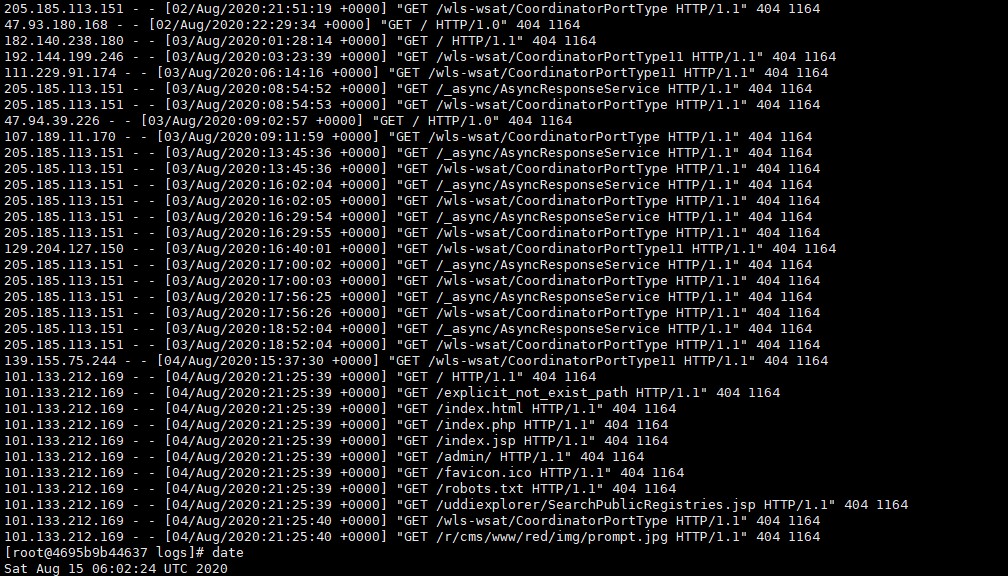 205.185.113.151 - - [02/Aug/2020:21:51:19 +0000] "GET /wls-wsat/CoordinatorPortType HTTP/1.1" 404 1164
47.93.180.168 - - [02/Aug/2020:22:29:34 +0000] "GET / HTTP/1.0" 404 1164
182.140.238.180 - - [03/Aug/2020:01:28:14 +0000] "GET / HTTP/1.1" 404 1164
192.144.199.246 - - [03/Aug/2020:03:23:39 +0000] "GET /wls-wsat/CoordinatorPortType11 HTTP/1.1" 404 1164
111.229.91.174 - - [03/Aug/2020:06:14:16 +0000] "GET /wls-wsat/CoordinatorPortType11 HTTP/1.1" 404 1164
205.185.113.151 - - [03/Aug/2020:08:54:52 +0000] "GET /_async/AsyncResponseService HTTP/1.1" 404 1164
205.185.113.151 - - [03/Aug/2020:08:54:53 +0000] "GET /wls-wsat/CoordinatorPortType HTTP/1.1" 404 1164
47.94.39.226 - - [03/Aug/2020:09:02:57 +0000] "GET / HTTP/1.0" 404 1164
107.189.11.170 - - [03/Aug/2020:09:11:59 +0000] "GET /wls-wsat/CoordinatorPortType HTTP/1.1" 404 1164
205.185.113.151 - - [03/Aug/2020:13:45:36 +0000] "GET /_async/AsyncResponseService HTTP/1.1" 404 1164
205.185.113.151 - - [03/Aug/2020:13:45:36 +0000] "GET /wls-wsat/CoordinatorPortType HTTP/1.1" 404 1164
205.185.113.151 - - [03/Aug/2020:16:02:04 +0000] "GET /_async/AsyncResponseService HTTP/1.1" 404 1164
205.185.113.151 - - [03/Aug/2020:16:02:05 +0000] "GET /wls-wsat/CoordinatorPortType HTTP/1.1" 404 1164
205.185.113.151 - - [03/Aug/2020:16:29:54 +0000] "GET /_async/AsyncResponseService HTTP/1.1" 404 1164
205.185.113.151 - - [03/Aug/2020:16:29:55 +0000] "GET /wls-wsat/CoordinatorPortType HTTP/1.1" 404 1164
129.204.127.150 - - [03/Aug/2020:16:40:01 +0000] "GET /wls-wsat/CoordinatorPortType11 HTTP/1.1" 404 1164
205.185.113.151 - - [03/Aug/2020:17:00:02 +0000] "GET /_async/AsyncResponseService HTTP/1.1" 404 1164
205.185.113.151 - - [03/Aug/2020:17:00:03 +0000] "GET /wls-wsat/CoordinatorPortType HTTP/1.1" 404 1164
205.185.113.151 - - [03/Aug/2020:17:56:25 +0000] "GET /_async/AsyncResponseService HTTP/1.1" 404 1164
205.185.113.151 - - [03/Aug/2020:17:56:26 +0000] "GET /wls-wsat/CoordinatorPortType HTTP/1.1" 404 1164
205.185.113.151 - - [03/Aug/2020:18:52:04 +0000] "GET /_async/AsyncResponseService HTTP/1.1" 404 1164
205.185.113.151 - - [03/Aug/2020:18:52:04 +0000] "GET /wls-wsat/CoordinatorPortType HTTP/1.1" 404 1164
139.155.75.244 - - [04/Aug/2020:15:37:30 +0000] "GET /wls-wsat/CoordinatorPortType11 HTTP/1.1" 404 1164
101.133.212.169 - - [04/Aug/2020:21:25:39 +0000] "GET / HTTP/1.1" 404 1164
101.133.212.169 - - [04/Aug/2020:21:25:39 +0000] "GET /explicit_not_exist_path HTTP/1.1" 404 1164
101.133.212.169 - - [04/Aug/2020:21:25:39 +0000] "GET /index.html HTTP/1.1" 404 1164
101.133.212.169 - - [04/Aug/2020:21:25:39 +0000] "GET /index.php HTTP/1.1" 404 1164
101.133.212.169 - - [04/Aug/2020:21:25:39 +0000] "GET /index.jsp HTTP/1.1" 404 1164
101.133.212.169 - - [04/Aug/2020:21:25:39 +0000] "GET /admin/ HTTP/1.1" 404 1164
101.133.212.169 - - [04/Aug/2020:21:25:39 +0000] "GET /favicon.ico HTTP/1.1" 404 1164
101.133.212.169 - - [04/Aug/2020:21:25:39 +0000] "GET /robots.txt HTTP/1.1" 404 1164
101.133.212.169 - - [04/Aug/2020:21:25:39 +0000] "GET /uddiexplorer/SearchPublicRegistries.jsp HTTP/1.1" 404 1164
101.133.212.169 - - [04/Aug/2020:21:25:40 +0000] "GET /wls-wsat/CoordinatorPortType HTTP/1.1" 404 1164
101.133.212.169 - - [04/Aug/2020:21:25:40 +0000] "GET /r/cms/www/red/img/prompt.jpg HTTP/1.1" 404 1164
[root@4695b9b44637 logs]# date
Sat Aug 15 06:02:24 UTC 2020